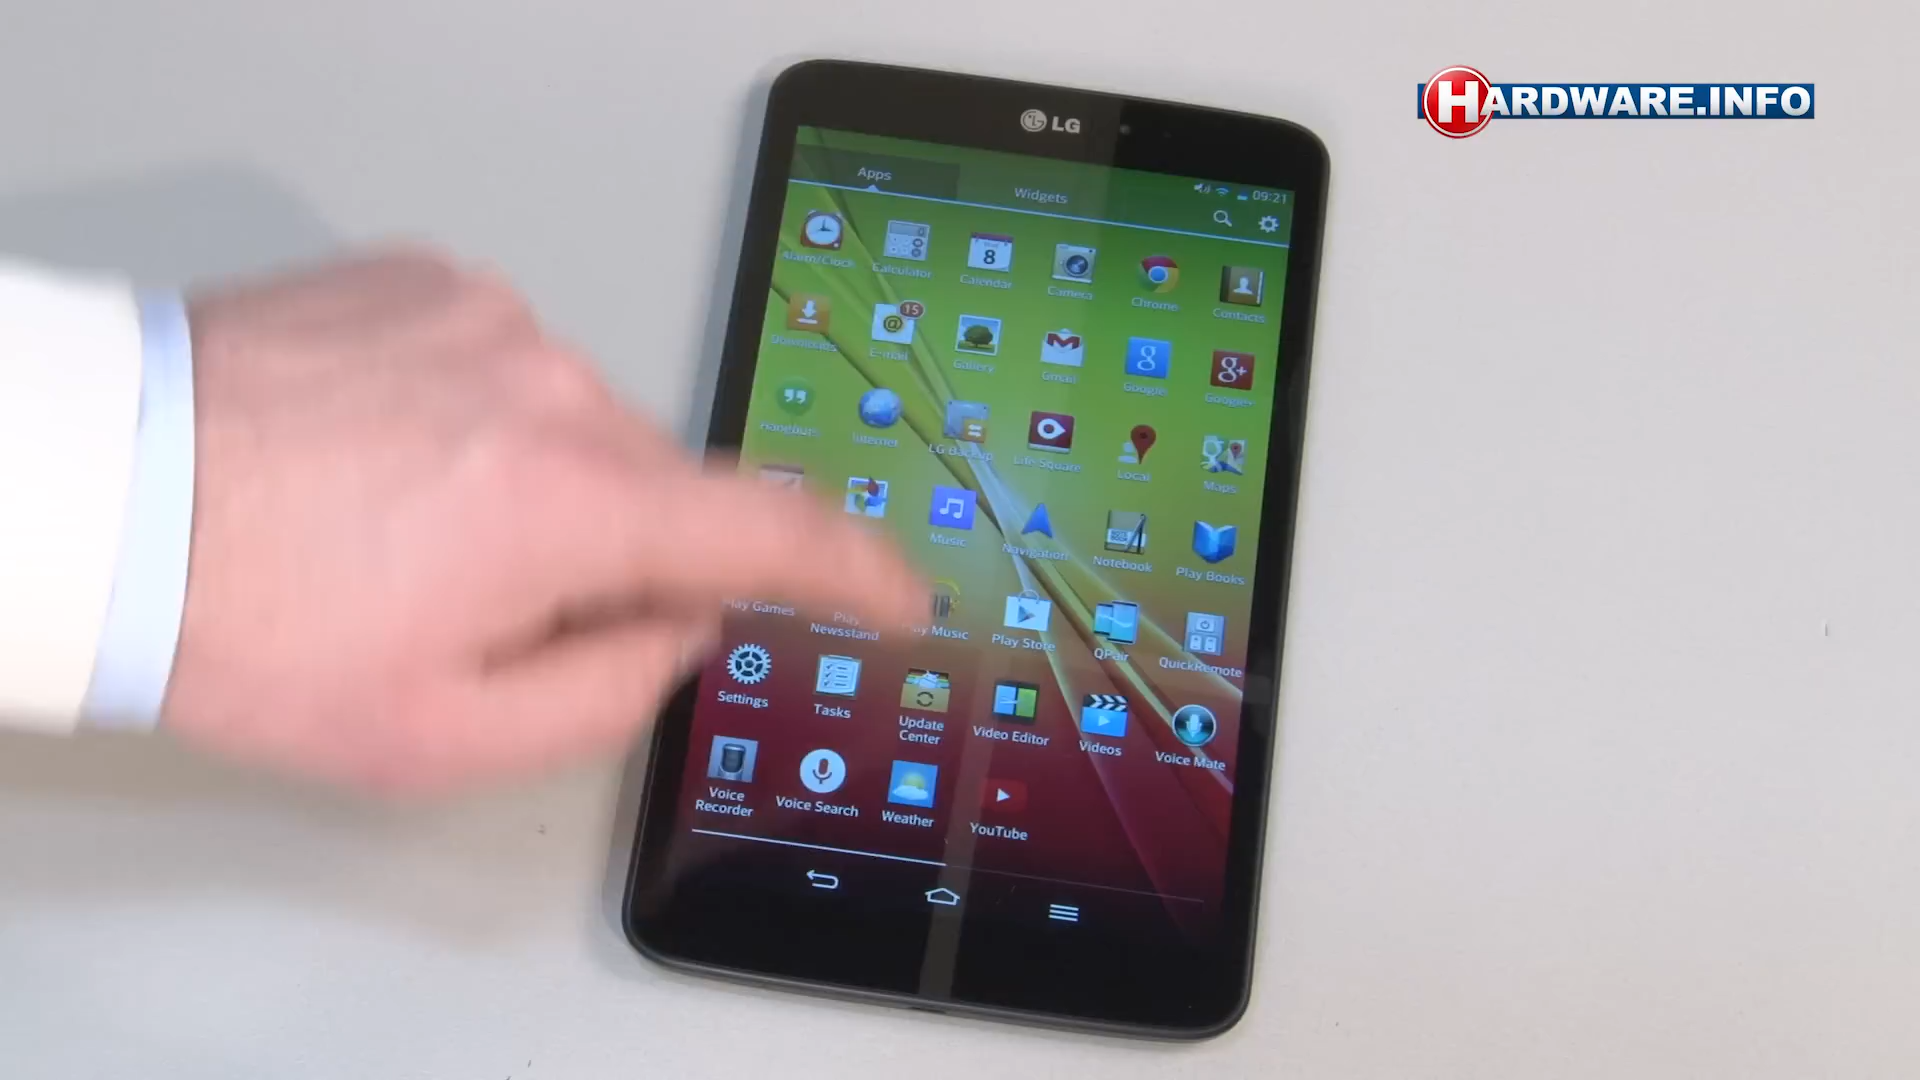 HARDWARE.INFO
LG
Apps
Widgets
09:21
Alarm/Clock
Calculator
Calendar
8
Camera
Chrome
Contacts
Downloads
E-mail
15
Gallery
Gmail
Google
Google+
Hangouts
Internet
LG Backup
Life Square
Local
Maps
Music
Navigation
Notebook
Play Books
Play Games
Play
Newsstand
Play Music
Play Store
QPair
QuickRemote
Settings
Tasks
Update
Center
Video Editor
Videos
Voice Mate
Voice
Recorder
Voice Search
Weather
YouTube